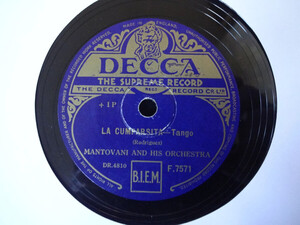 MADE IN ENGLAND
DECCA
THE SUPREME RECORD
THE DECCA RECORD CO LTD
+ 1P
LA CUMPARSITA—Tango
(Rodriguez)
MANTOVANI AND HIS ORCHESTRA
DR.4810
B.I.E.M.
F.7571